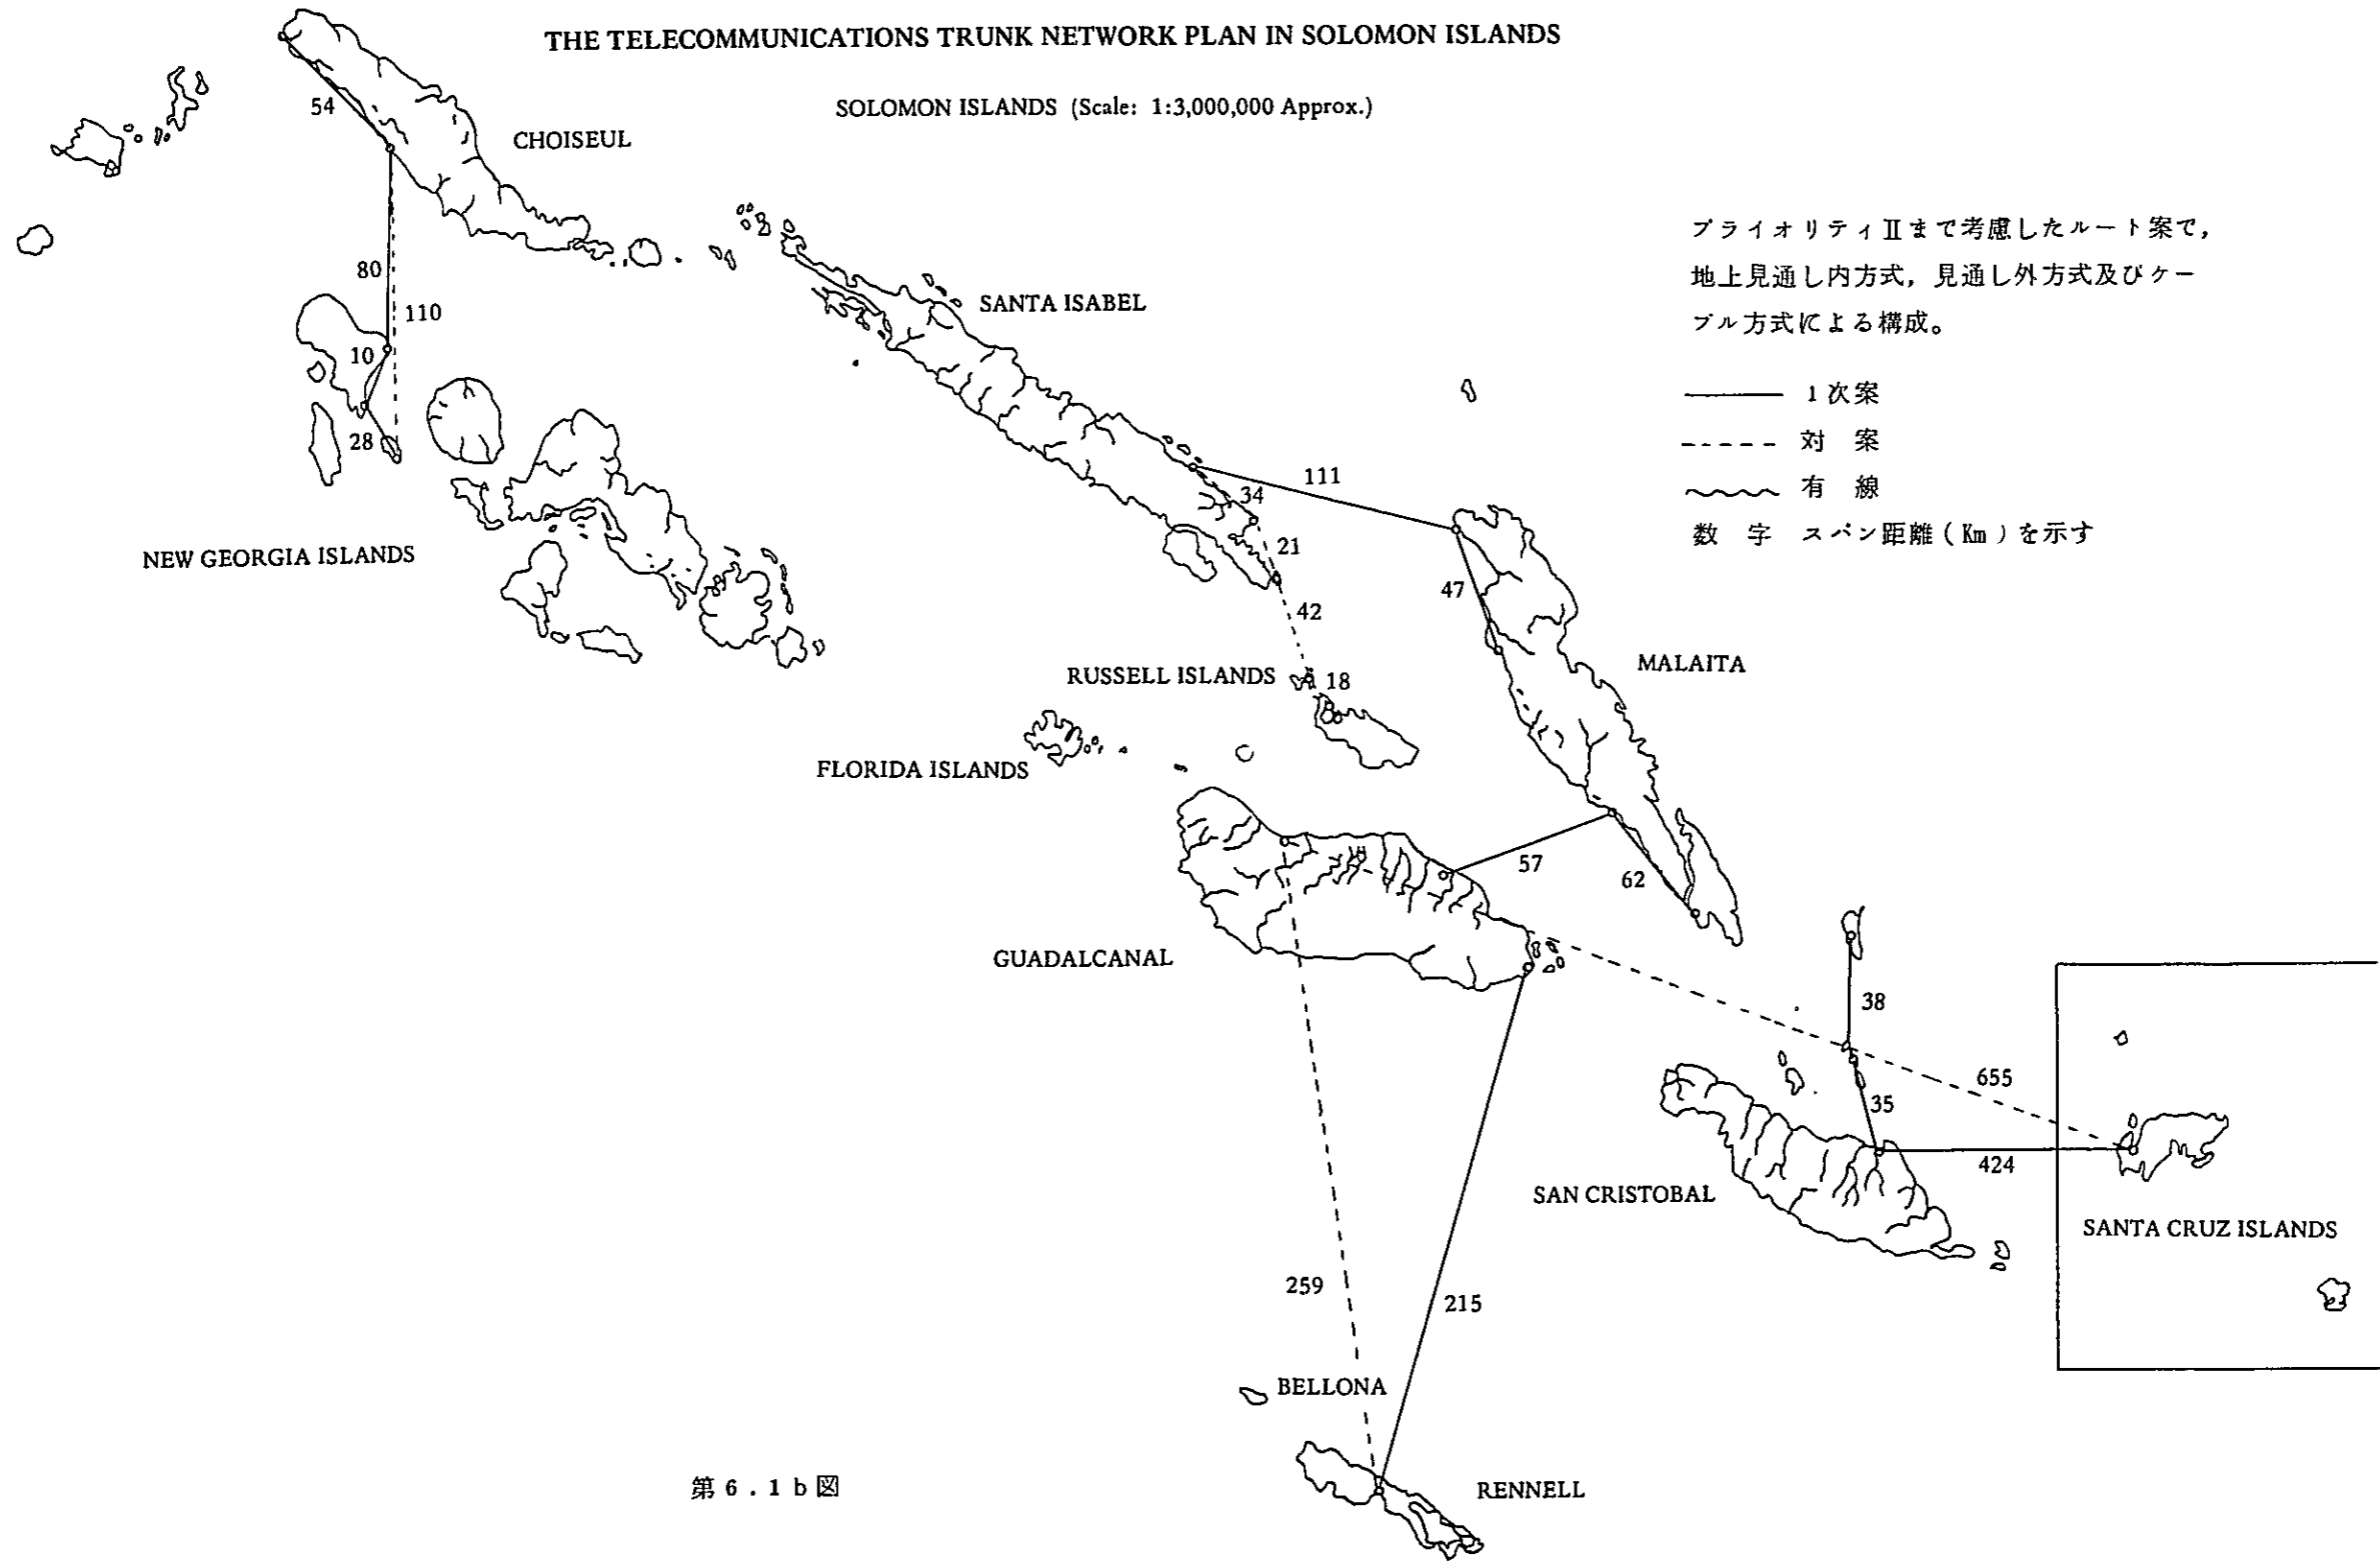 THE TELECOMMUNICATIONS TRUNK NETWORK PLAN IN SOLOMON ISLANDS
SOLOMON ISLANDS (Scale: 1:3,000,000 Approx.)
54
CHOISEUL
プライオリティⅡまで考慮したルート案で,
地上見通し内方式, 見通し外方式及びケー
ブル方式による構成。
80
110
SANTA ISABEL
10
1次案
28
対 案
111
34
有 線
NEW GEORGIA ISLANDS
21
数 字 スパン距離(Km)を示す
47
42
RUSSELL ISLANDS
18
MALAITA
FLORIDA ISLANDS
57
62
GUADALCANAL
38
655
35
424
SAN CRISTOBAL
SANTA CRUZ ISLANDS
259
215
BELLONA
第6.1b図
RENNELL